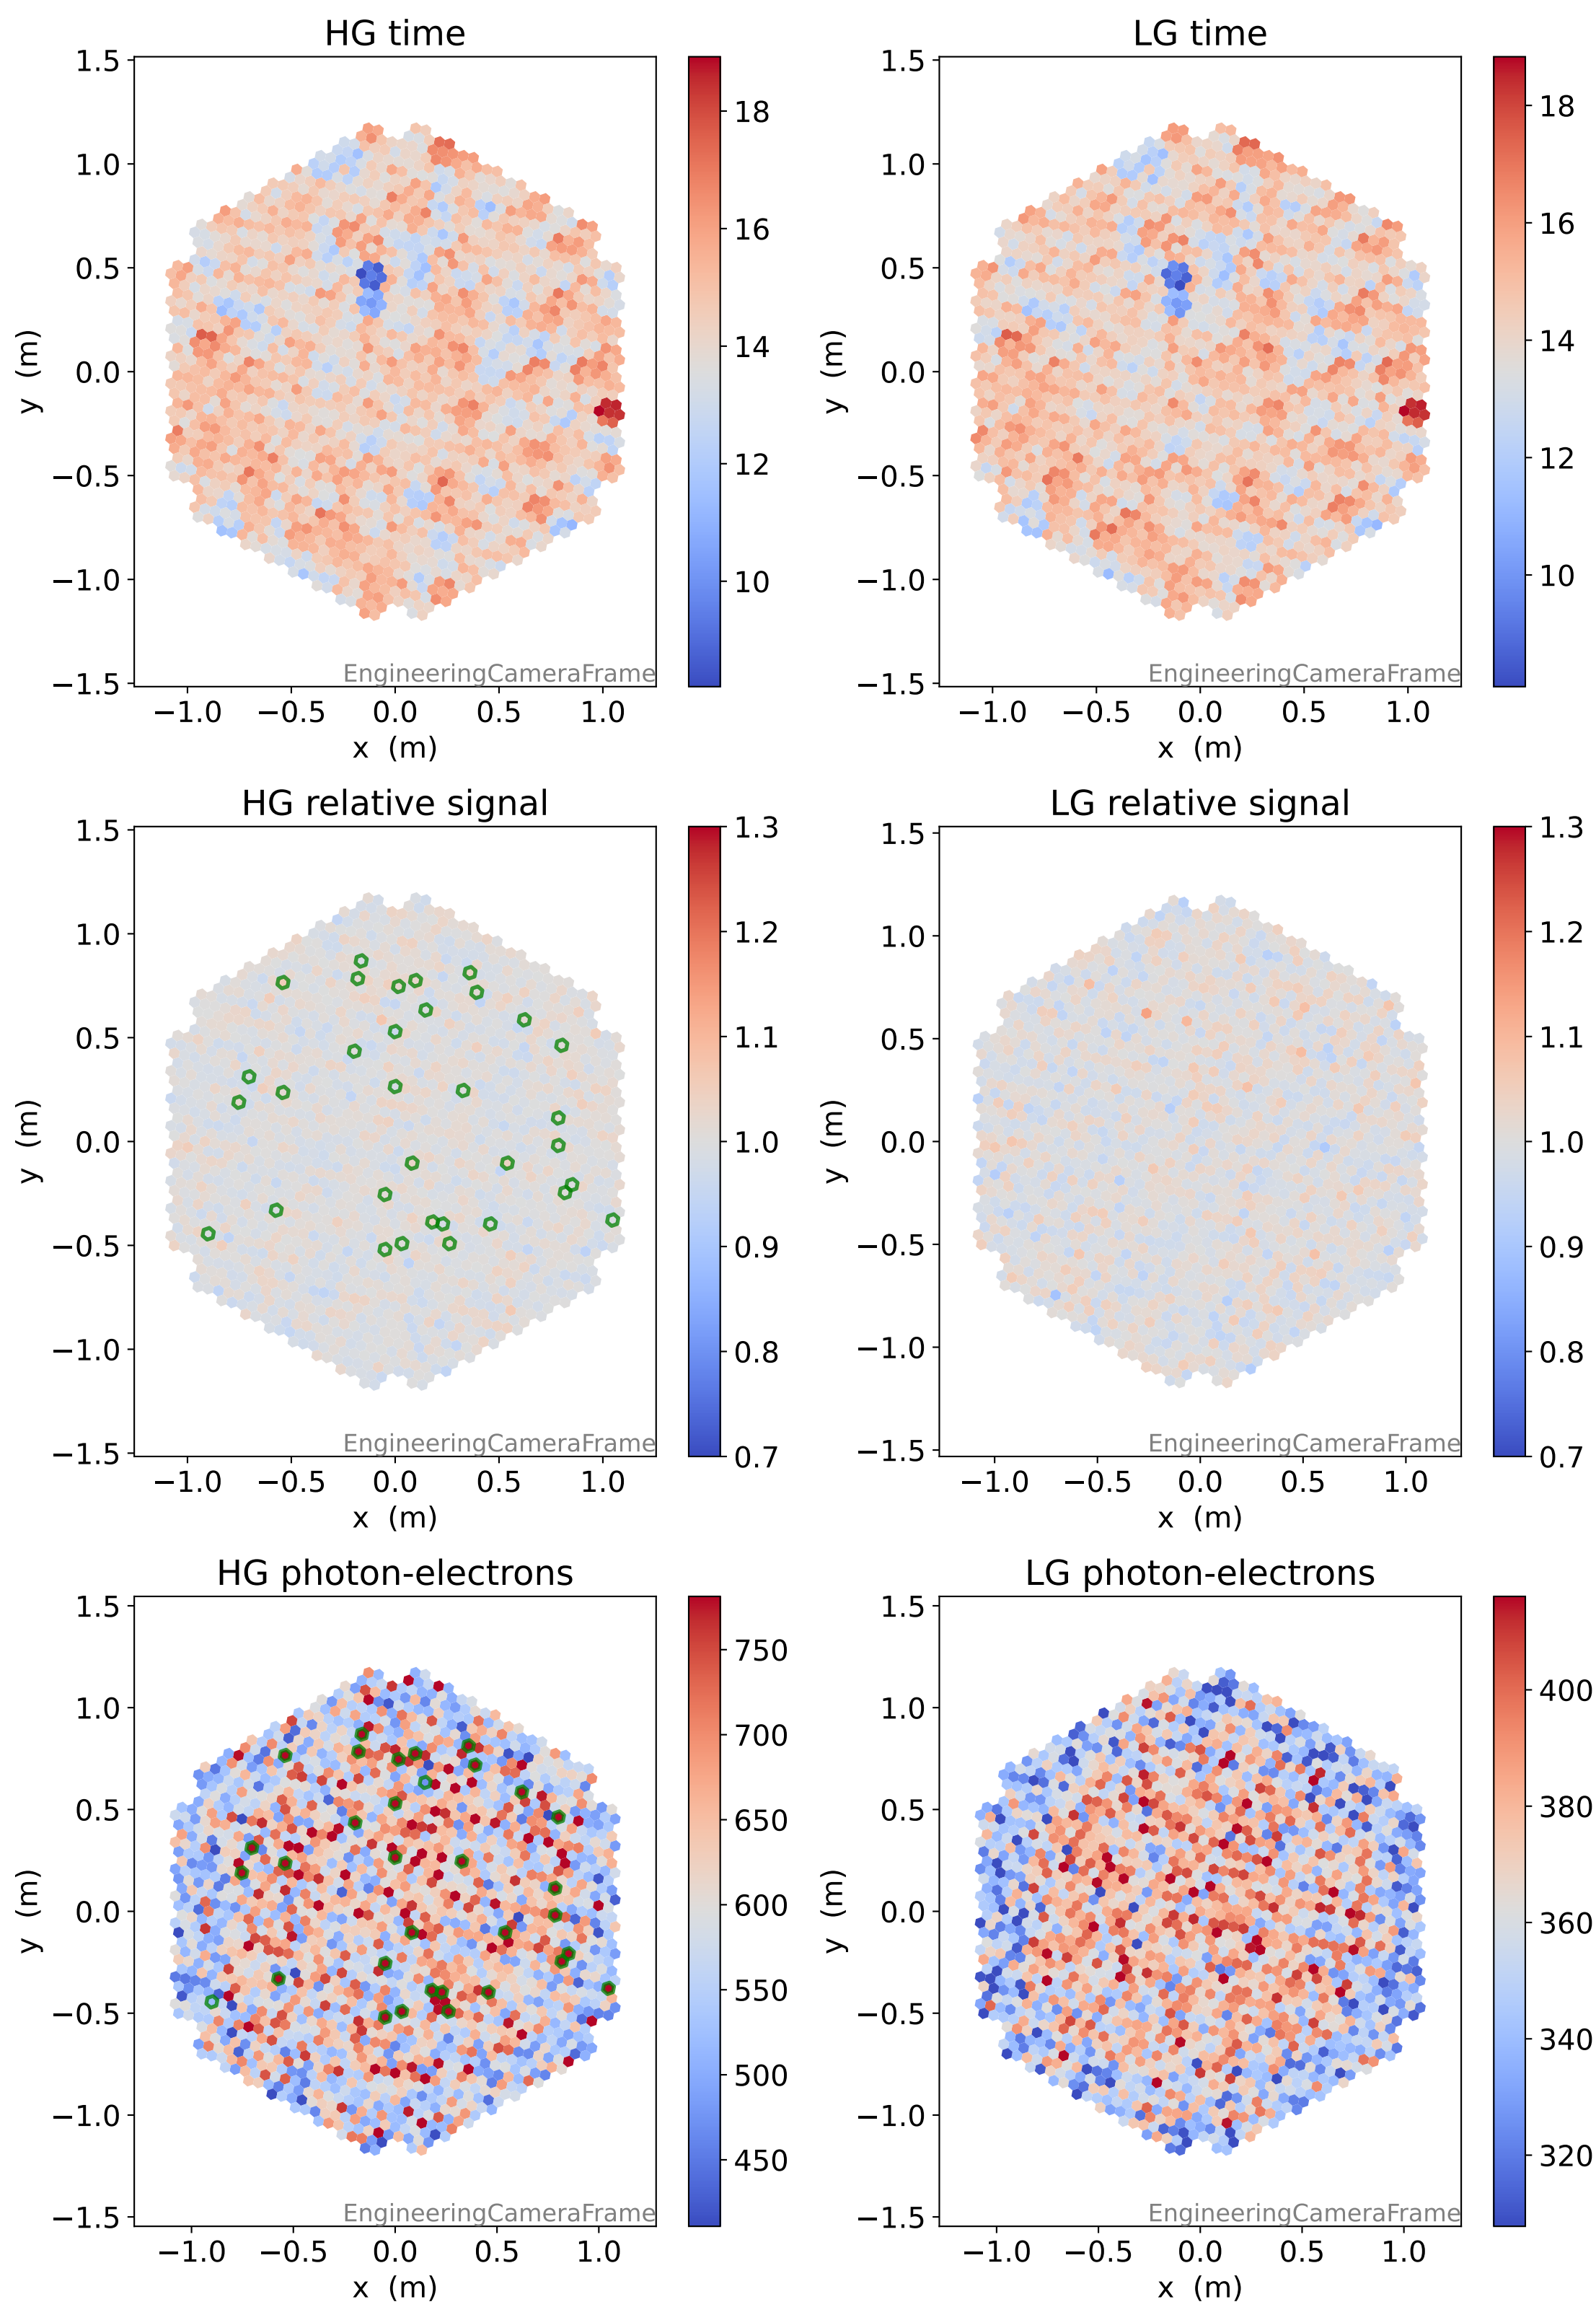 HG time
LG time
1.5
1.0
0.5
0.0
−0.5
−1.0
−1.5
y (m)
−1.0 −0.5 0.0 0.5 1.0
x (m)
EngineeringCameraFrame
18
16
14
12
10
1.5
1.0
0.5
0.0
−0.5
−1.0
−1.5
y (m)
−1.0 −0.5 0.0 0.5 1.0
x (m)
EngineeringCameraFrame
18
16
14
12
10
HG relative signal
LG relative signal
1.5
1.0
0.5
0.0
−0.5
−1.0
−1.5
y (m)
−1.0 −0.5 0.0 0.5 1.0
x (m)
EngineeringCameraFrame
1.3
1.2
1.1
1.0
0.9
0.8
0.7
1.5
1.0
0.5
0.0
−0.5
−1.0
−1.5
y (m)
−1.0 −0.5 0.0 0.5 1.0
x (m)
EngineeringCameraFrame
1.3
1.2
1.1
1.0
0.9
0.8
0.7
HG photon-electrons
LG photon-electrons
1.5
1.0
0.5
0.0
−0.5
−1.0
−1.5
y (m)
−1.0 −0.5 0.0 0.5 1.0
x (m)
EngineeringCameraFrame
750
700
650
600
550
500
450
1.5
1.0
0.5
0.0
−0.5
−1.0
−1.5
y (m)
−1.0 −0.5 0.0 0.5 1.0
x (m)
EngineeringCameraFrame
400
380
360
340
320